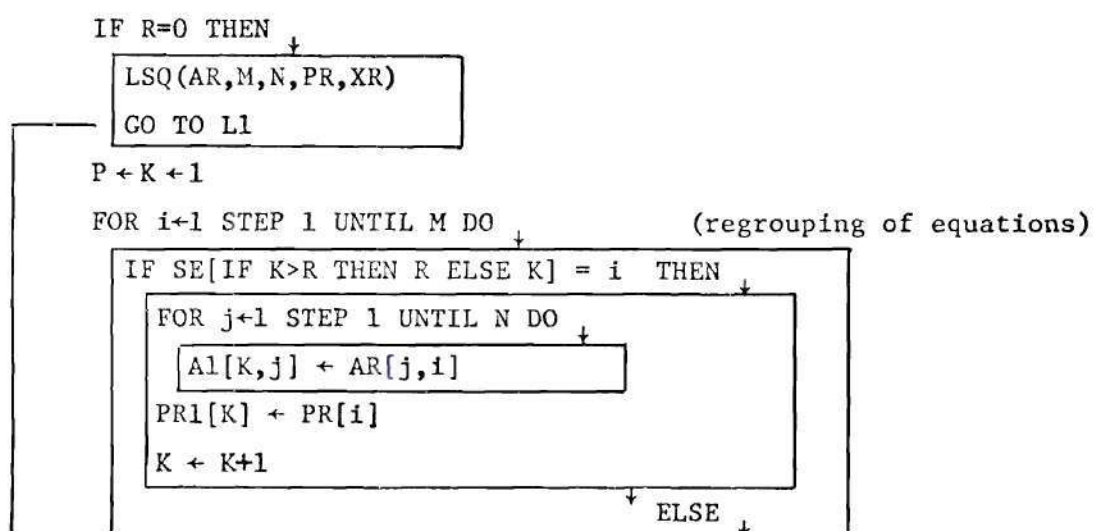 IF R=0 THEN ↓
LSQ(AR,M,N,PR,XR)
GO TO L1
P ← K ← 1
FOR i←1 STEP 1 UNTIL M DO ↓ (regrouping of equations)
IF SE[IF K>R THEN R ELSE K] = i THEN ↓
FOR j←1 STEP 1 UNTIL N DO ↓
A1[K,j] ← AR[j,i]
PR1[K] ← PR[i]
K ← K+1
↓ ELSE ↓